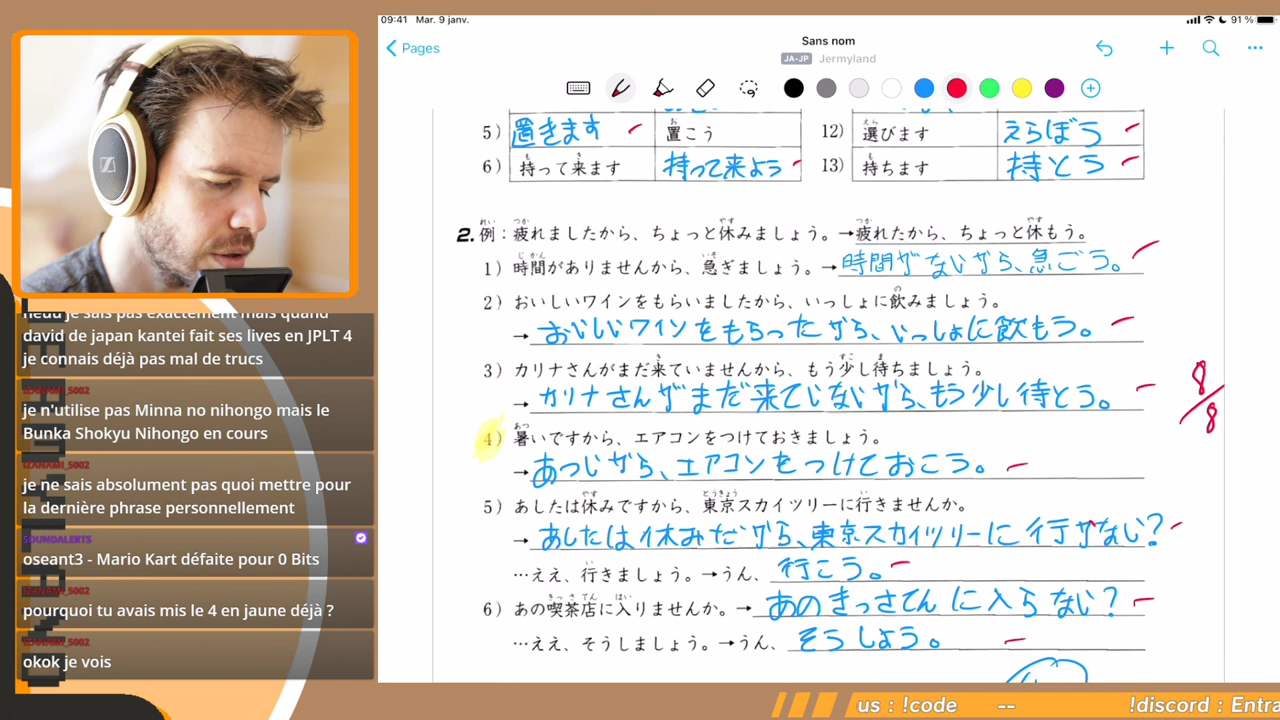 09:41 Mar. 9 janv.
91 %
Pages
Sans nom
JA-JP Jermyland
5) 置きます 置こう 12) 選びます えらぼう
6) 持って来ます 持って来よう 13) 持ちます 持とう
2. 例：疲れましたから、ちょっと休みましょう。→疲れたから、ちょっと休もう。
1) 時間がありませんから、急ぎましょう。→時間がないから、急ごう。
2) おいしいワインをもらいましたから、いっしょに飲みましょう。
→ おいしいワインをもらったから、いっしょに飲もう。
3) カリナさんがまだ来ていませんから、もう少し待ちましょう。
→ カリナさんがまだ来ていないから、もう少し待とう。
8/8
4) 暑いですから、エアコンをつけておきましょう。
→ あついから、エアコンをつけておこう。
5) あしたは休みですから、東京スカイツリーに行きませんか。
→ あしたは休みだから、東京スカイツリーに行かない？
…ええ、行きましょう。→うん、行こう。
6) あの喫茶店に入りませんか。→ あのきっさてんに入らない？
…ええ、そうしましょう。→うん、そうしよう。
david de japan kantei fait ses lives en JPLT 4
je connais déjà pas mal de trucs
IZANAMI_5002
je n'utilise pas Minna no nihongo mais le
Bunka Shokyu Nihongo en cours
IZANAMI_5002
je ne sais absolument pas quoi mettre pour
la dernière phrase personnellement
SOUNDALERTS
oseant3 - Mario Kart défaite pour 0 Bits
IZANAMI_5002
pourquoi tu avais mis le 4 en jaune déjà ?
IZANAMI_5002
okok je vois
us : !code -- !discord : Entra